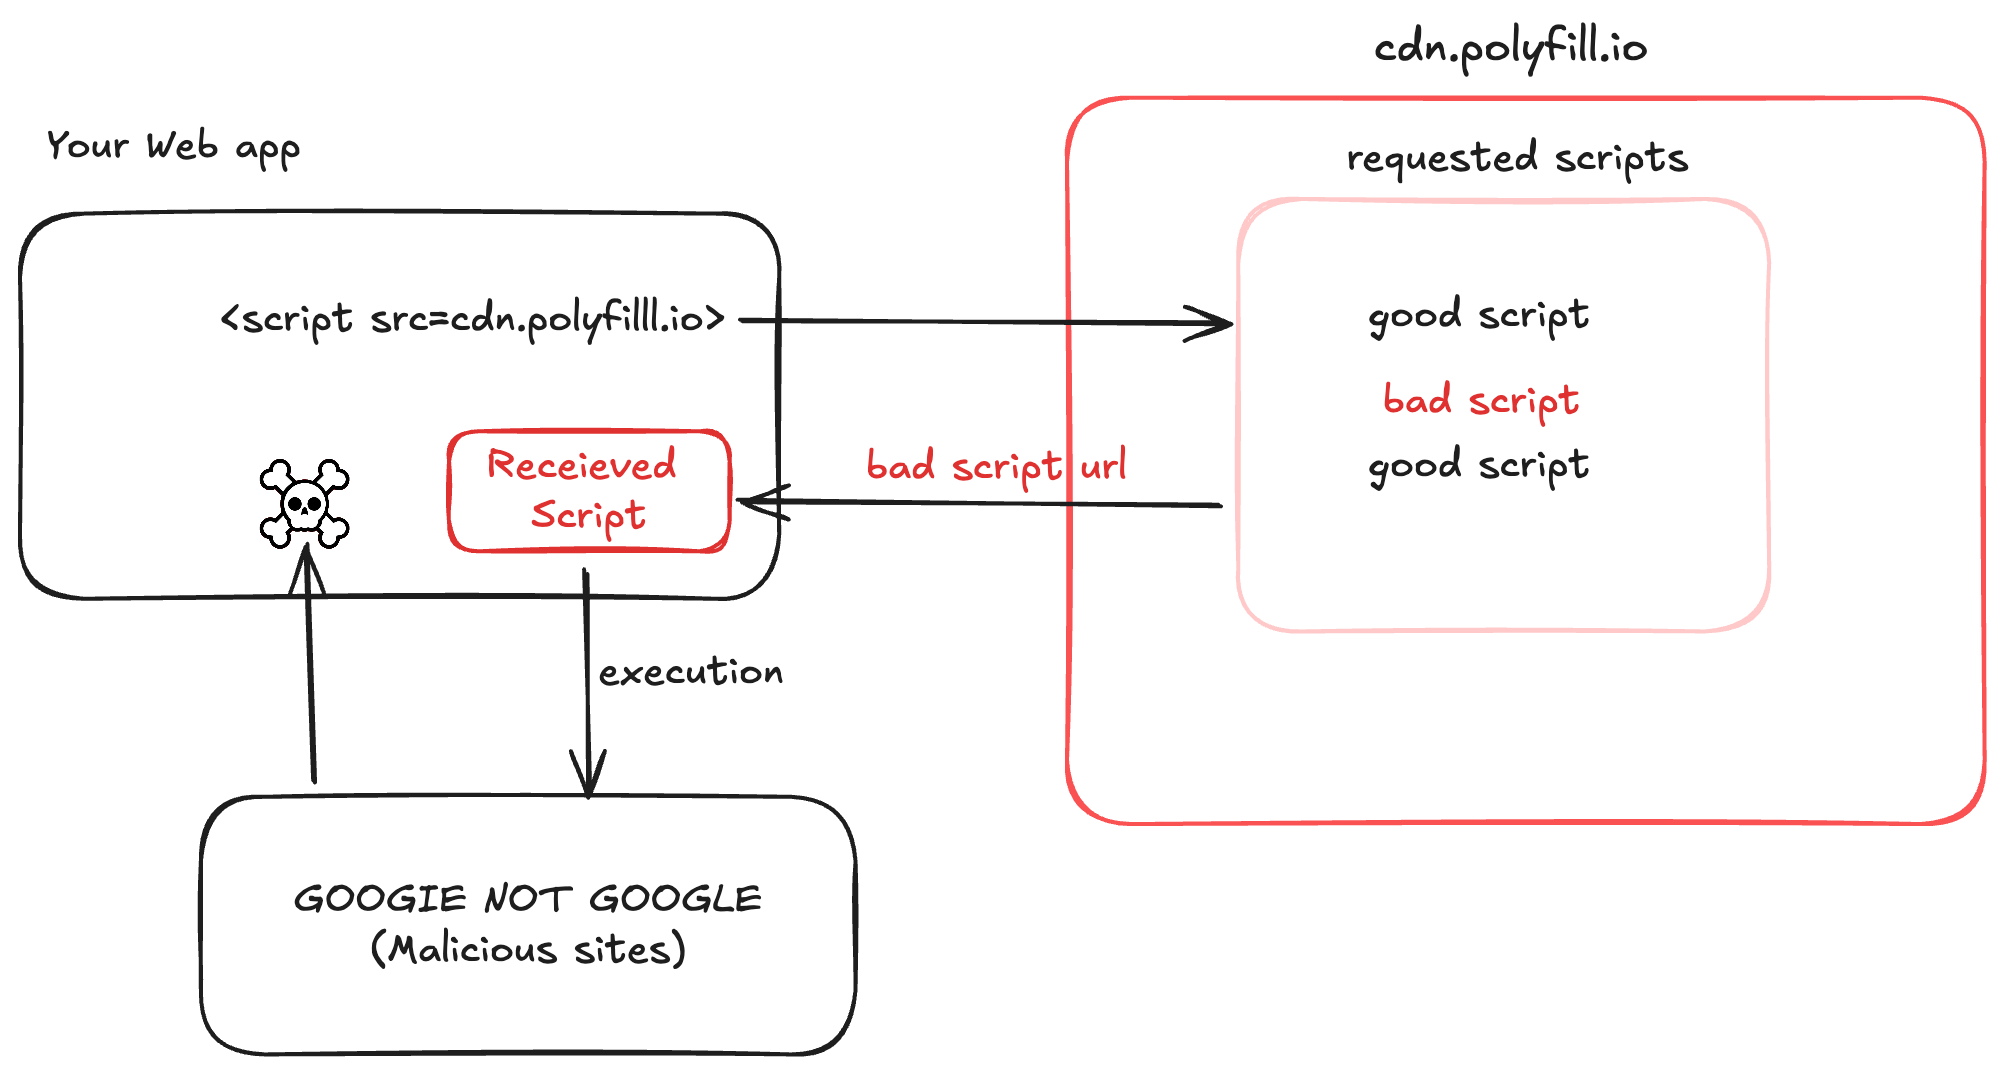 cdn.polyfill.io
Your Web app
requested scripts
<script src=cdn.polyfilll.io>
good script
bad script
good script
bad script url
Receieved
Script
execution
GOOGIE NOT GOOGLE
(Malicious sites)